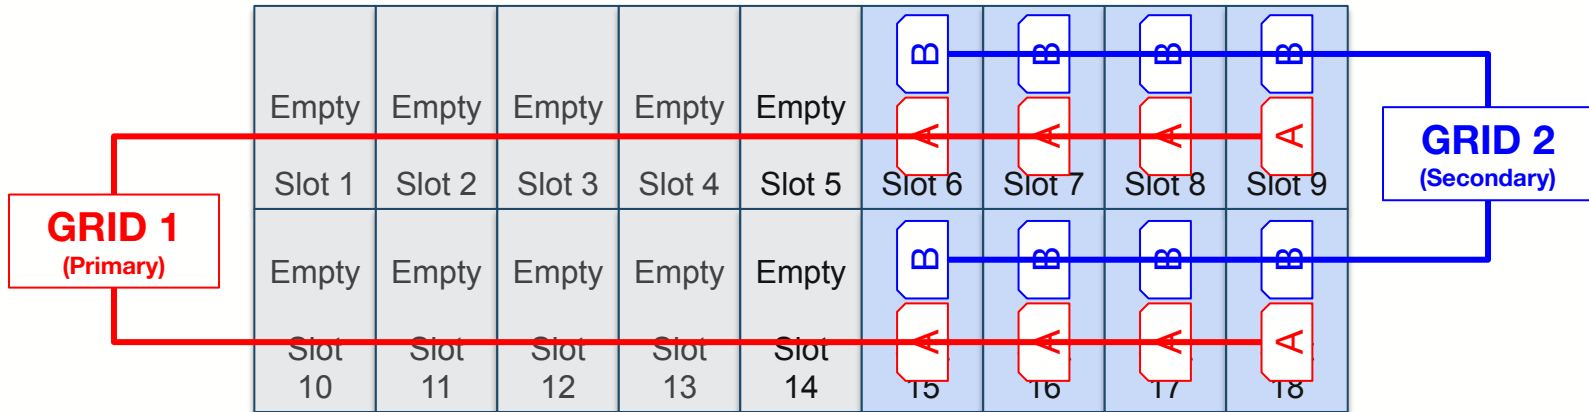 B B B B
Empty Empty Empty Empty Empty
A A A A
Slot 1 Slot 2 Slot 3 Slot 4 Slot 5 Slot 6 Slot 7 Slot 8 Slot 9
GRID 1
(Primary)
GRID 2
(Secondary)
B B B B
Empty Empty Empty Empty Empty
A A A A
Slot Slot Slot Slot Slot
10 11 12 13 14 15 16 17 18